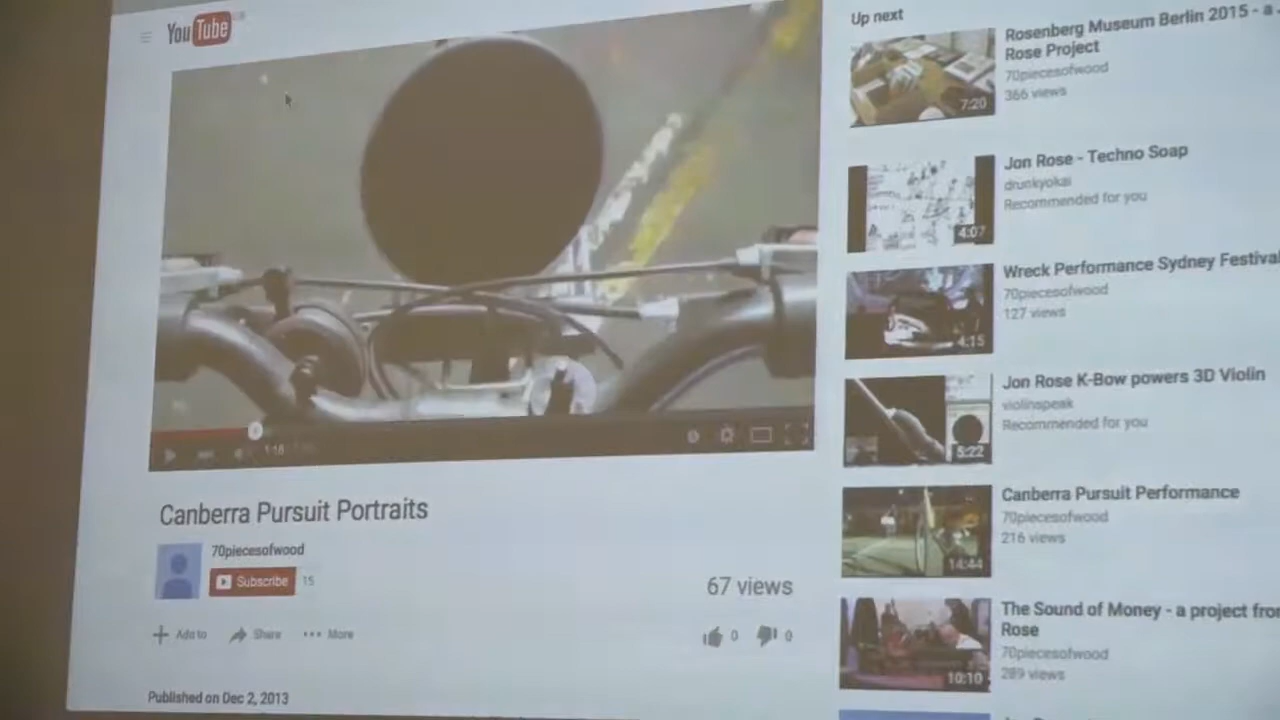 YouTube
1:16
Canberra Pursuit Portraits
70piecesofwood
Subscribe 15
67 views
Add to Share More
0 0
Published on Dec 2, 2013
Up next
Rosenberg Museum Berlin 2015 - a
Rose Project
70piecesofwood
366 views
7:20
Jon Rose - Techno Soap
drunkyokai
Recommended for you
4:07
Wreck Performance Sydney Festival
70piecesofwood
127 views
4:15
Jon Rose K-Bow powers 3D Violin
violinspeak
Recommended for you
5:22
Canberra Pursuit Performance
70piecesofwood
216 views
14:44
The Sound of Money - a project from
Rose
70piecesofwood
289 views
10:10